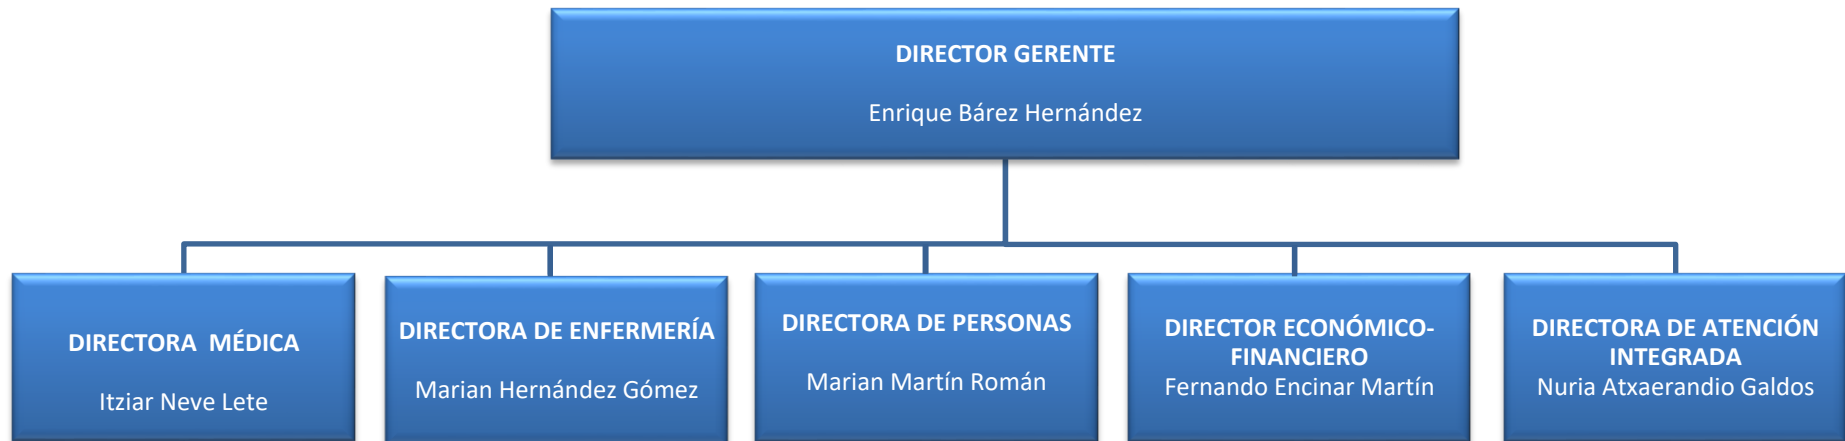 DIRECTOR GERENTE
Enrique Bárez Hernández
DIRECTORA MÉDICA
Itziar Neve Lete
DIRECTORA DE ENFERMERÍA
Marian Hernández Gómez
DIRECTORA DE PERSONAS
Marian Martín Román
DIRECTOR ECONÓMICO-
FINANCIERO
Fernando Encinar Martín
DIRECTORA DE ATENCIÓN
INTEGRADA
Nuria Atxaerandio Galdos